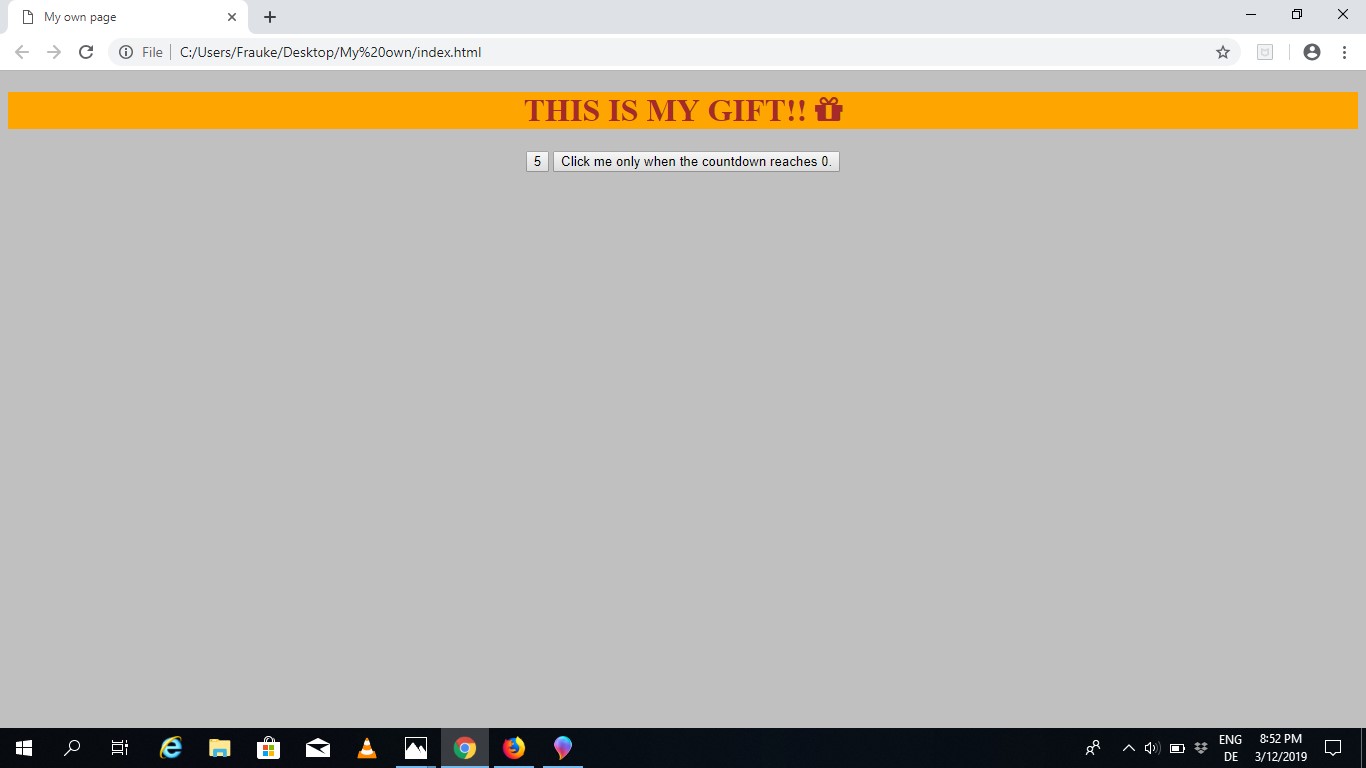 My own page
File C:/Users/Frauke/Desktop/My%20own/index.html
THIS IS MY GIFT!!
5 Click me only when the countdown reaches 0.
ENG 8:52 PM
DE 3/12/2019